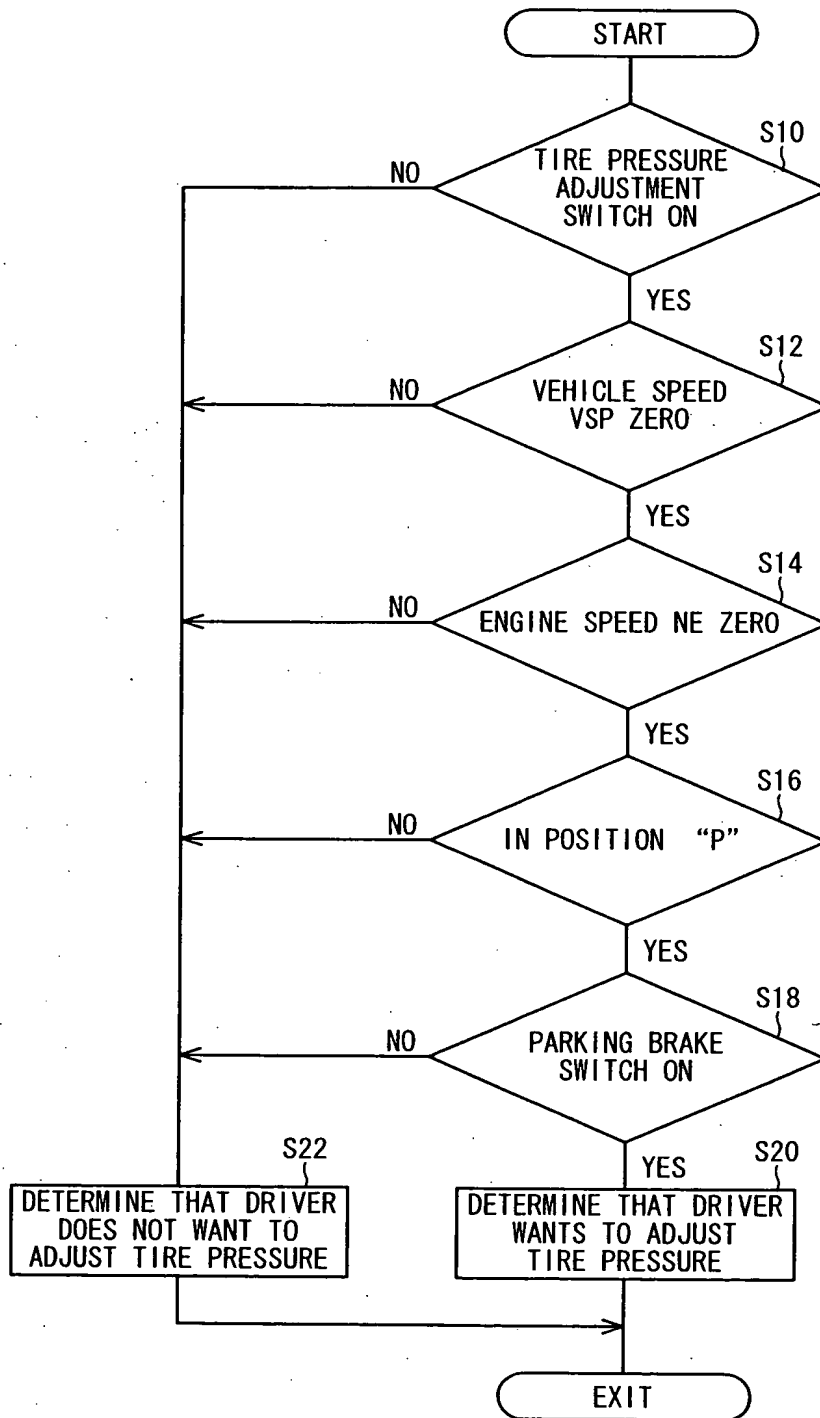 START
S10
TIRE PRESSURE
ADJUSTMENT
SWITCH ON
NO
YES
S12
VEHICLE SPEED
VSP ZERO
NO
YES
S14
ENGINE SPEED NE ZERO
NO
YES
S16
IN POSITION “P”
NO
YES
S18
PARKING BRAKE
SWITCH ON
NO
YES
S22
DETERMINE THAT DRIVER
DOES NOT WANT TO
ADJUST TIRE PRESSURE
S20
DETERMINE THAT DRIVER
WANTS TO ADJUST
TIRE PRESSURE
EXIT